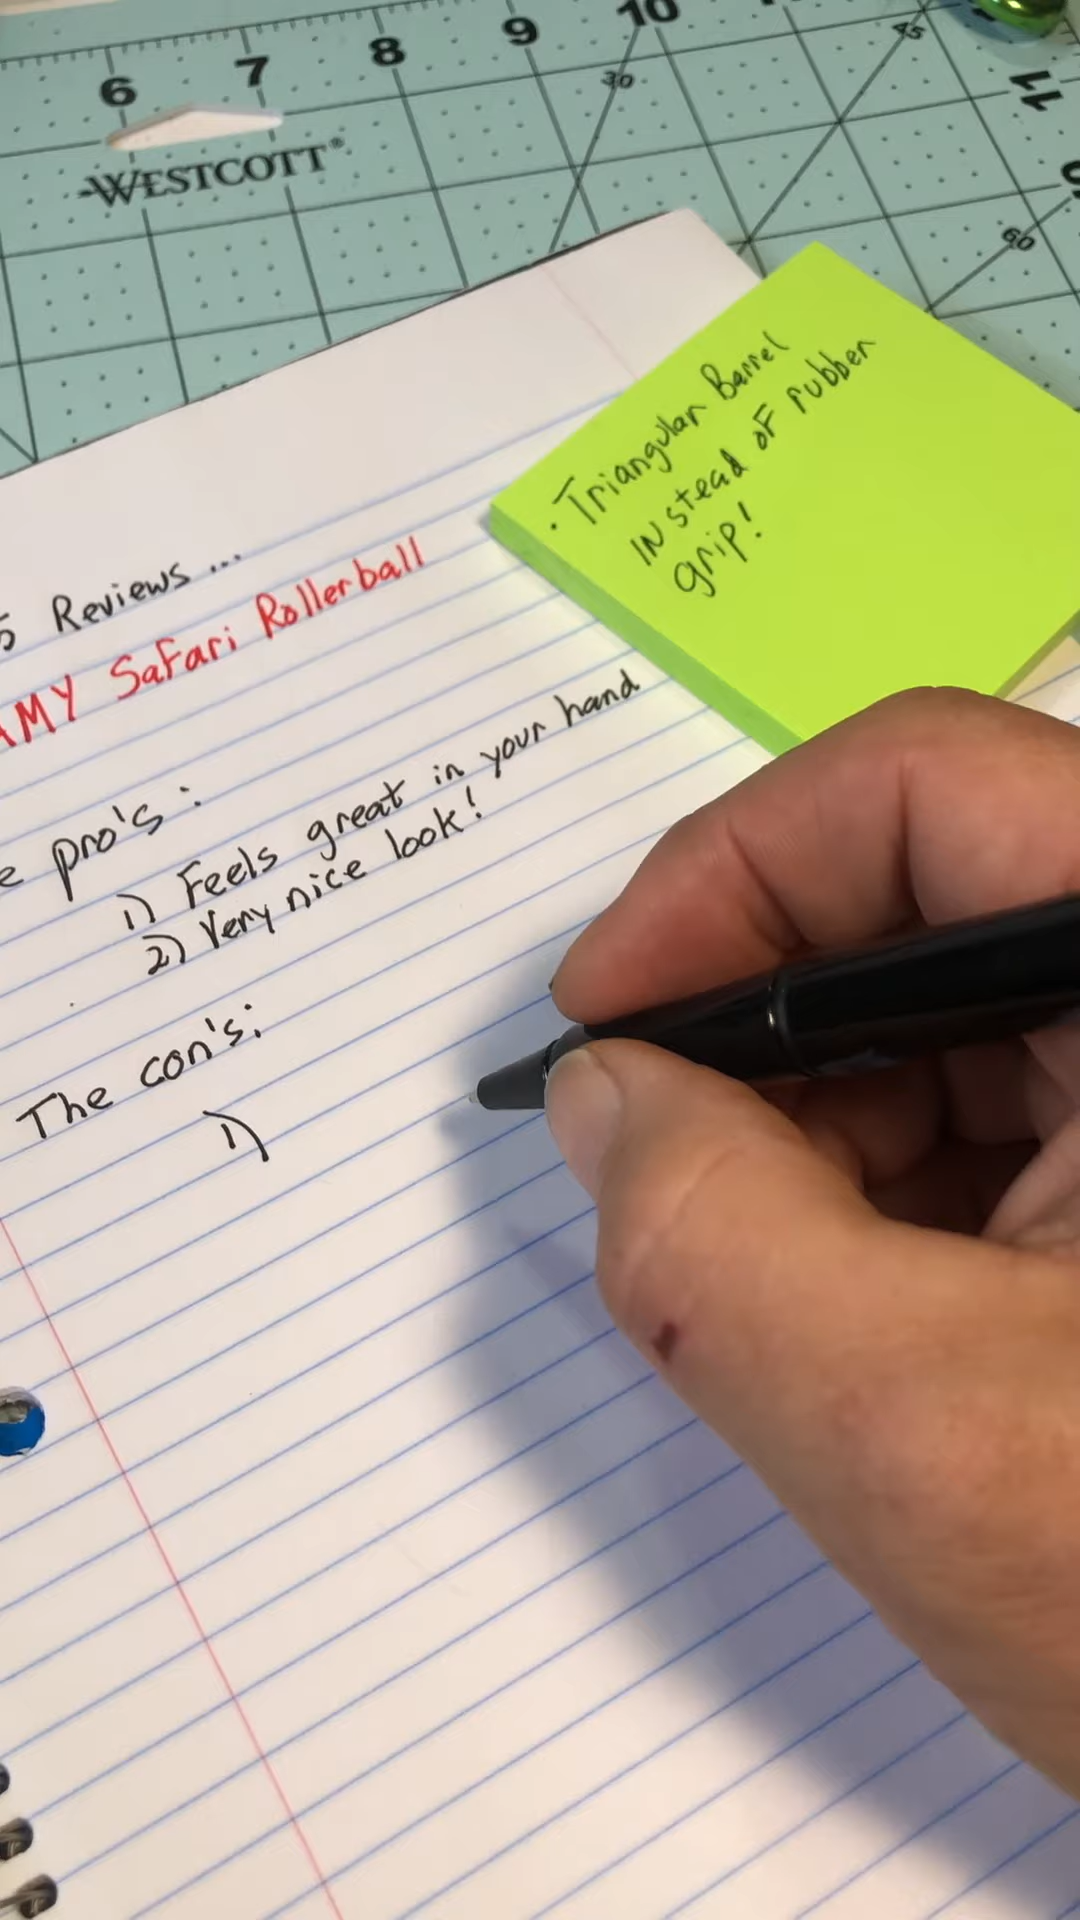 6 7 8 9 10
30
45
11
WESTCOTT®
60
· Triangular Barrel
INstead oF rubber
grip!
Reviews ...
AMY SaFari Rollerball
pro's :
1) Feels great in your hand
2) Very nice look!
The con's:
1)